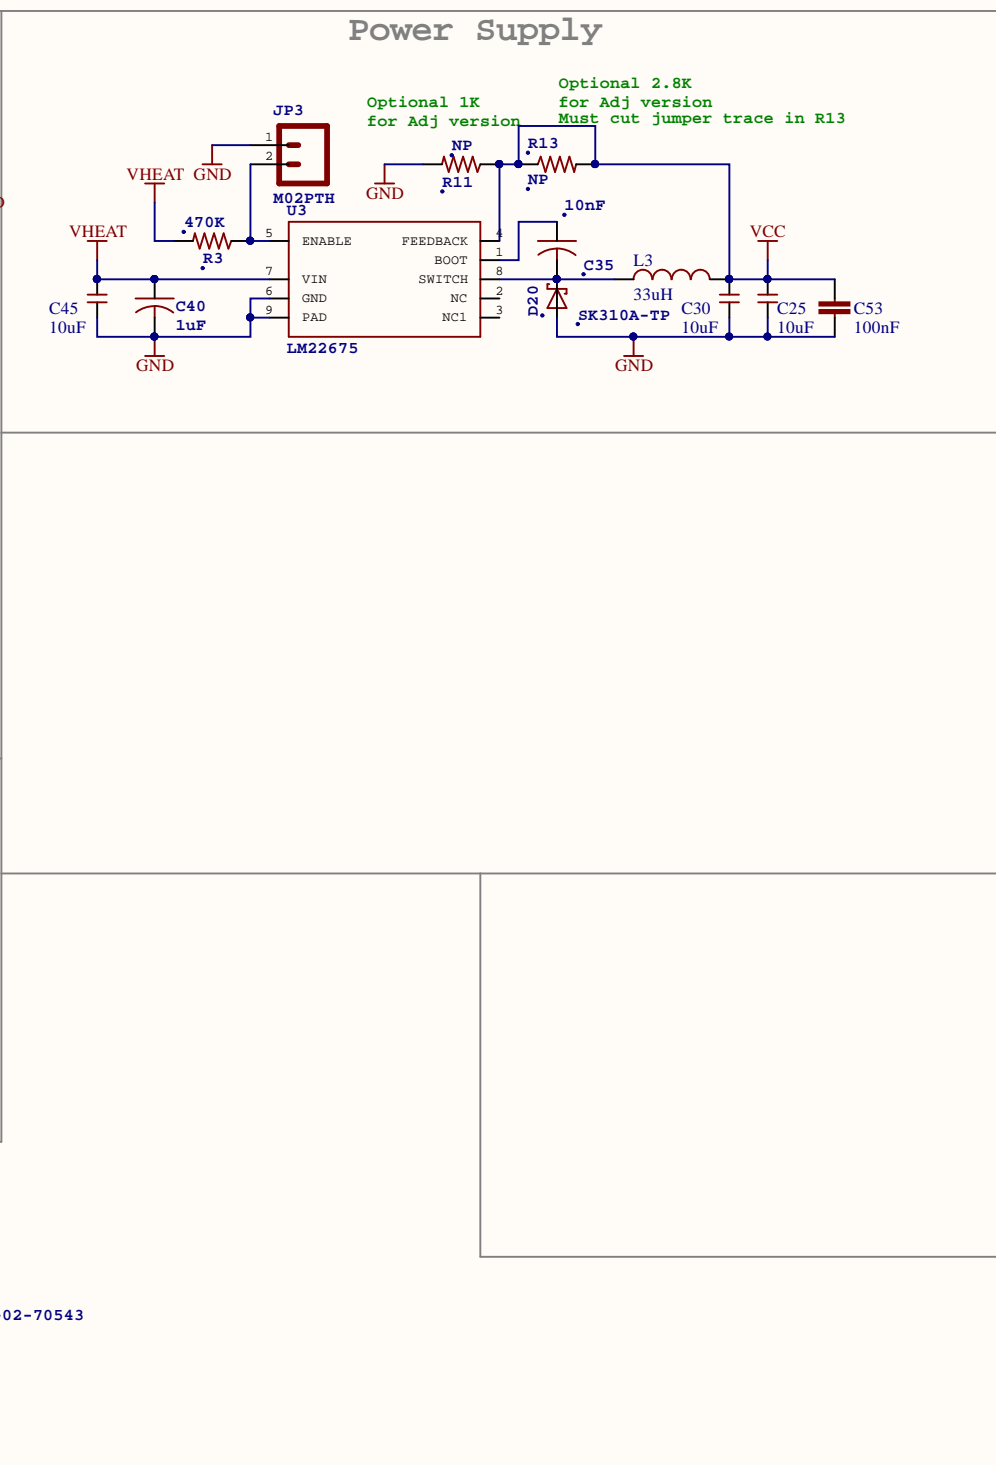 Power Supply
Optional 2.8K
for Adj version
Must cut jumper trace in R13
Optional 1K
for Adj version
JP3
1
2
VHEAT
GND
M02PTH
U3
NP
R11
GND
R13
NP
10nF
VHEAT
470K
R3
5
ENABLE
FEEDBACK
4
BOOT
1
7
VIN
SWITCH
8
6
GND
NC
2
9
PAD
NC1
3
LM22675
C45
10uF
C40
1uF
GND
C35
D20
SK310A-TP
L3
33uH
GND
VCC
C30
10uF
C25
10uF
C53
100nF
02-70543